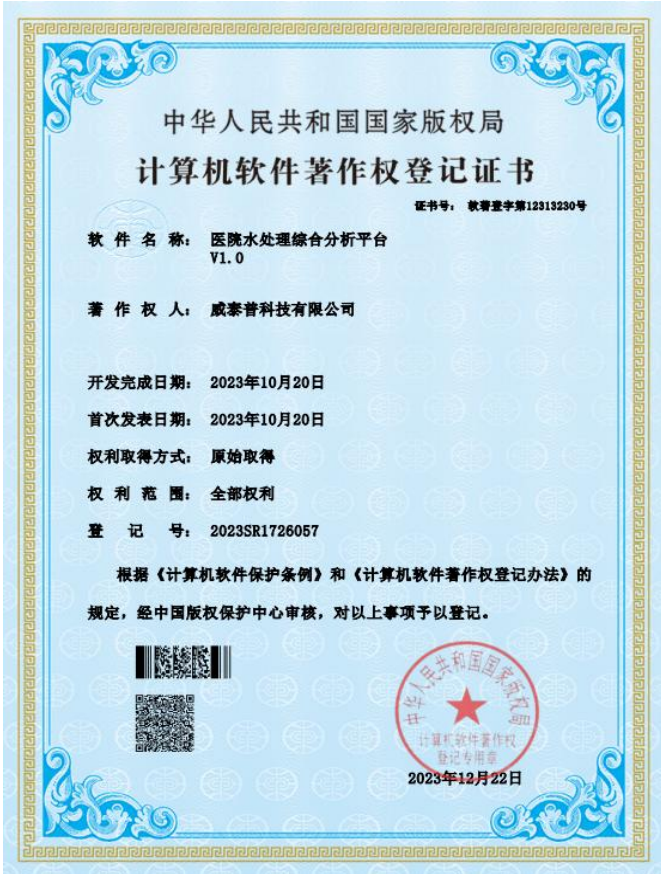 中华人民共和国国家版权局
计算机软件著作权登记证书
证书号： 软著登字第12313230号
软件名称： 医院水处理综合分析平台
V1.0
著作权人： 威泰普科技有限公司
开发完成日期： 2023年10月20日
首次发表日期： 2023年10月20日
权利取得方式： 原始取得
权利范围： 全部权利
登记号： 2023SR1726057
根据《计算机软件保护条例》和《计算机软件著作权登记办法》的
规定，经中国版权保护中心审核，对以上事项予以登记。
中华人民共和国国家版权局
计算机软件著作权
登记专用章
2023年12月22日